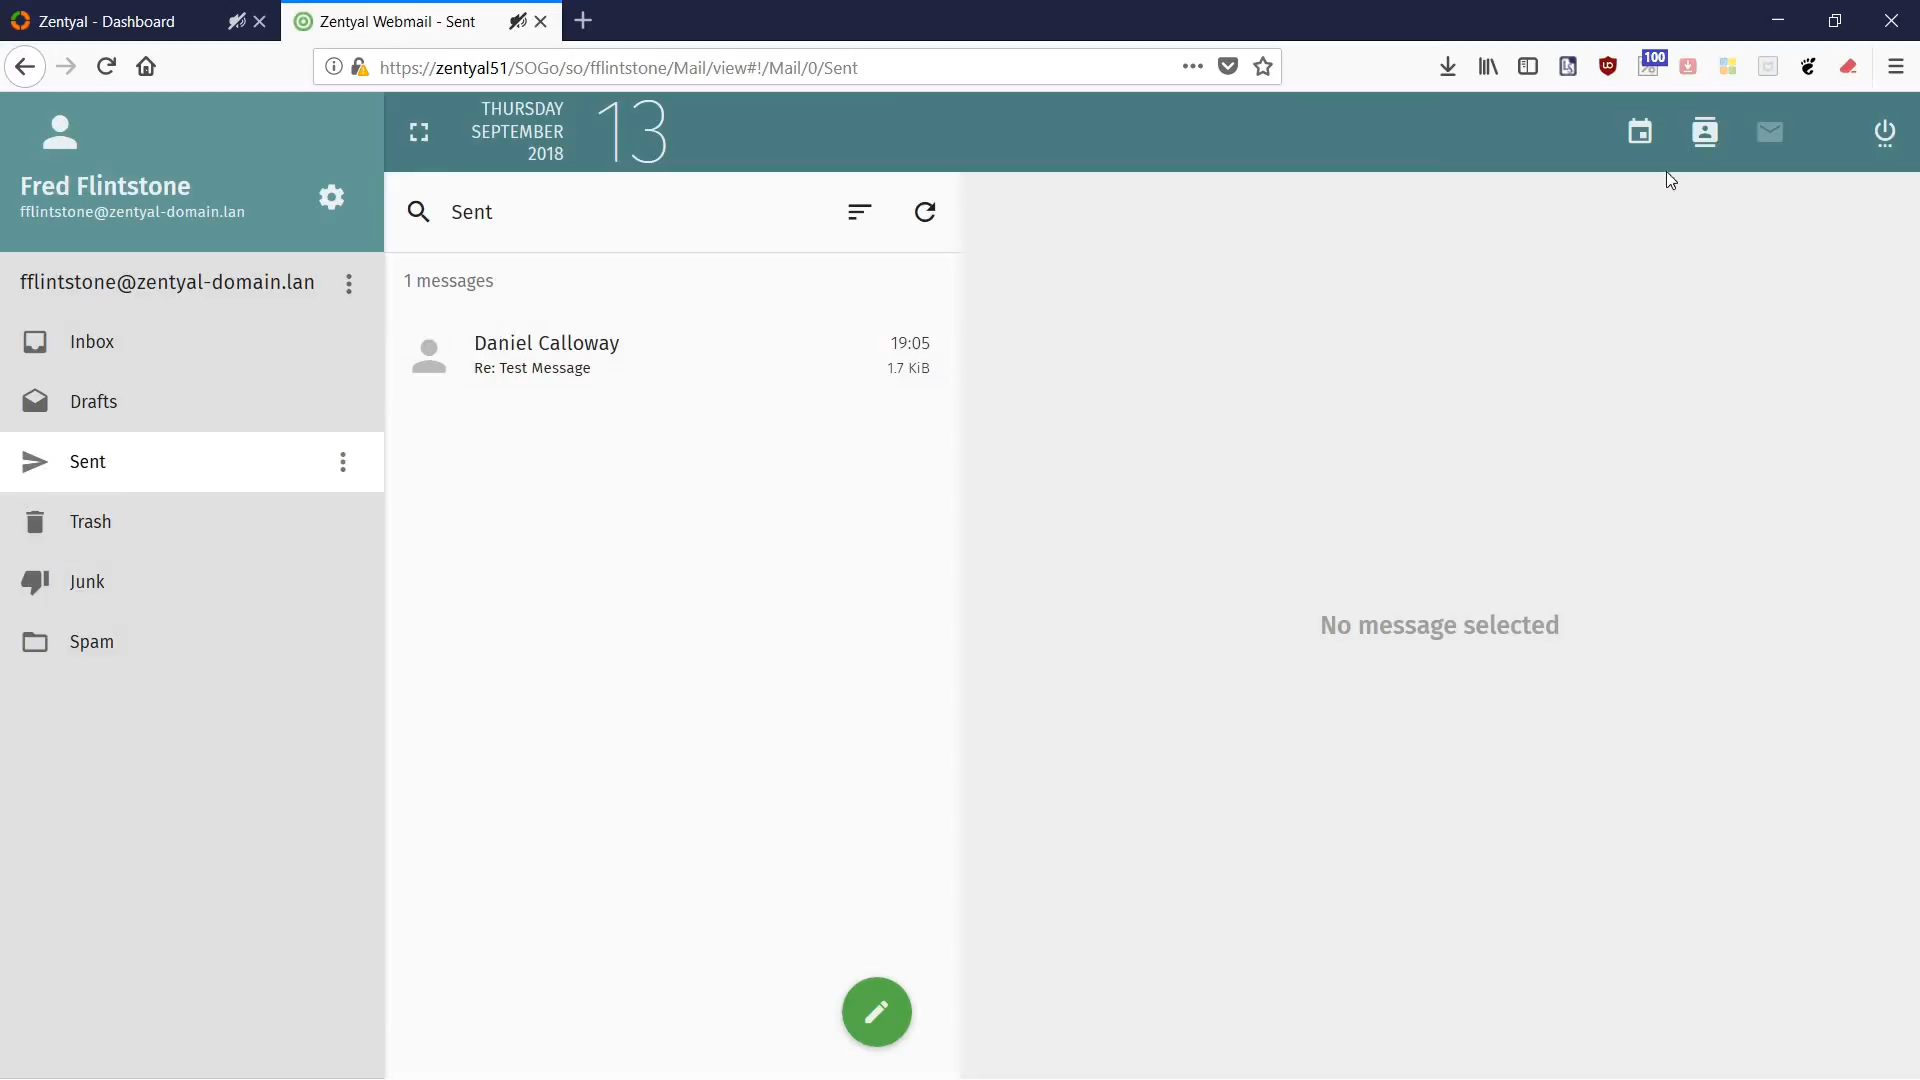 Zentyal - Dashboard
Zentyal Webmail - Sent
https://zentyal51/SOGo/so/fflintstone/Mail/view#!/Mail/0/Sent
100
Fred Flintstone
fflintstone@zentyal-domain.lan
THURSDAY
SEPTEMBER
2018
13
fflintstone@zentyal-domain.lan
Inbox
Drafts
Sent
Trash
Junk
Spam
Sent
1 messages
Daniel Calloway 19:05
Re: Test Message 1.7 KiB
No message selected